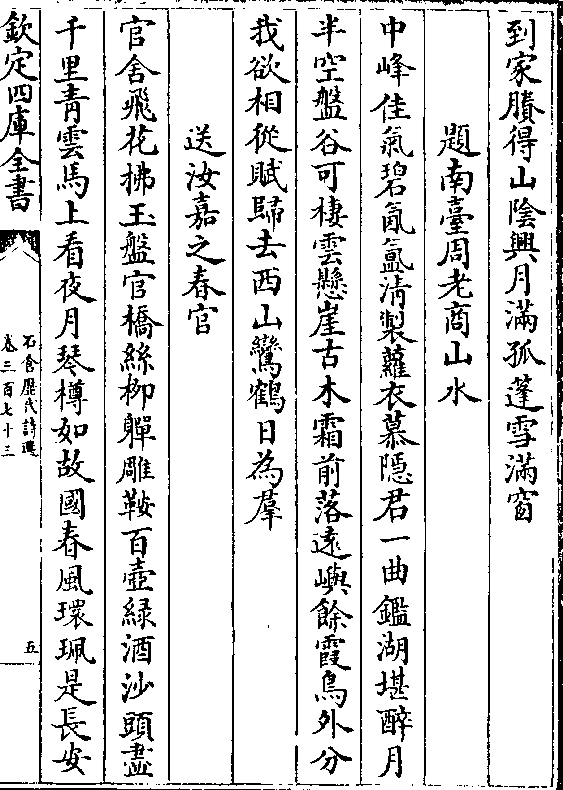 到家賸得山陰興月滿孤蓬雪滿窗
題南臺周老商山水
中峰佳氣碧氤氳淸製蘿衣慕隱君一曲鑑湖堪醉月
半空盤谷可棲雲懸崖古木霜前落遠嶼餘霞鳥外分
我欲相從賦歸去西山鸞鶴日為羣
送汝嘉之春官
官舍飛花拂玉盤官橋絲柳嚲雕鞍百壺綠酒沙頭盡
千里靑雲馬上看夜月琴樽如故國春風環珮是長安
欽定四庫全書
石倉歷代詩選
卷三百七十三
五